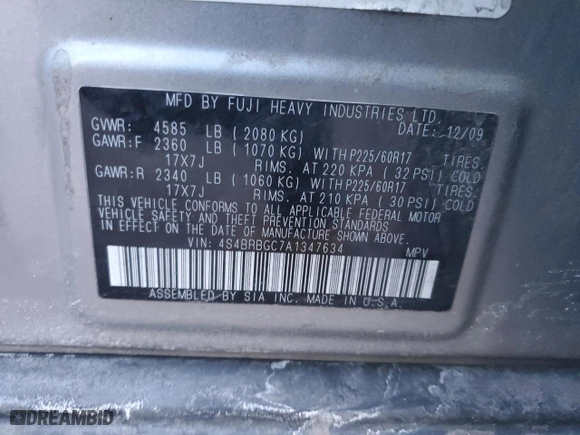 MFD BY FUJI HEAVY INDUSTRIES LTD.
DATE: 12/09
GVWR: 4585 LB (2080 KG)
GAWR:F 2360 LB (1070 KG) WITH P225/60R17 TIRES,
17X7J RIMS, AT 220 KPA (32 PSI) COLD
GAWR:R 2340 LB (1060 KG) WITH P225/60R17 TIRES,
17X7J RIMS, AT 210 KPA (30 PSI) COLD
THIS VEHICLE CONFORMS TO ALL APPLICABLE FEDERAL MOTOR
VEHICLE SAFETY AND THEFT PREVENTION STANDARDS
IN EFFECT ON THE DATE OF MANUFACTURE SHOWN ABOVE.
VIN: 4S4BRBGC7A1347634 MPV
ASSEMBLED BY SIA INC. MADE IN U.S.A.
DREAMBID